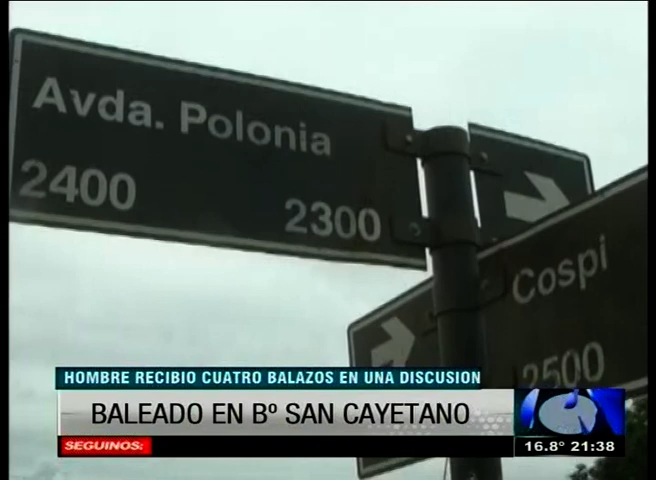 Avda. Polonia
2400 2300
Cospi
2500
HOMBRE RECIBIO CUATRO BALAZOS EN UNA DISCUSION
BALEADO EN Bº SAN CAYETANO
SEGUINOS:
16.8° 21:38